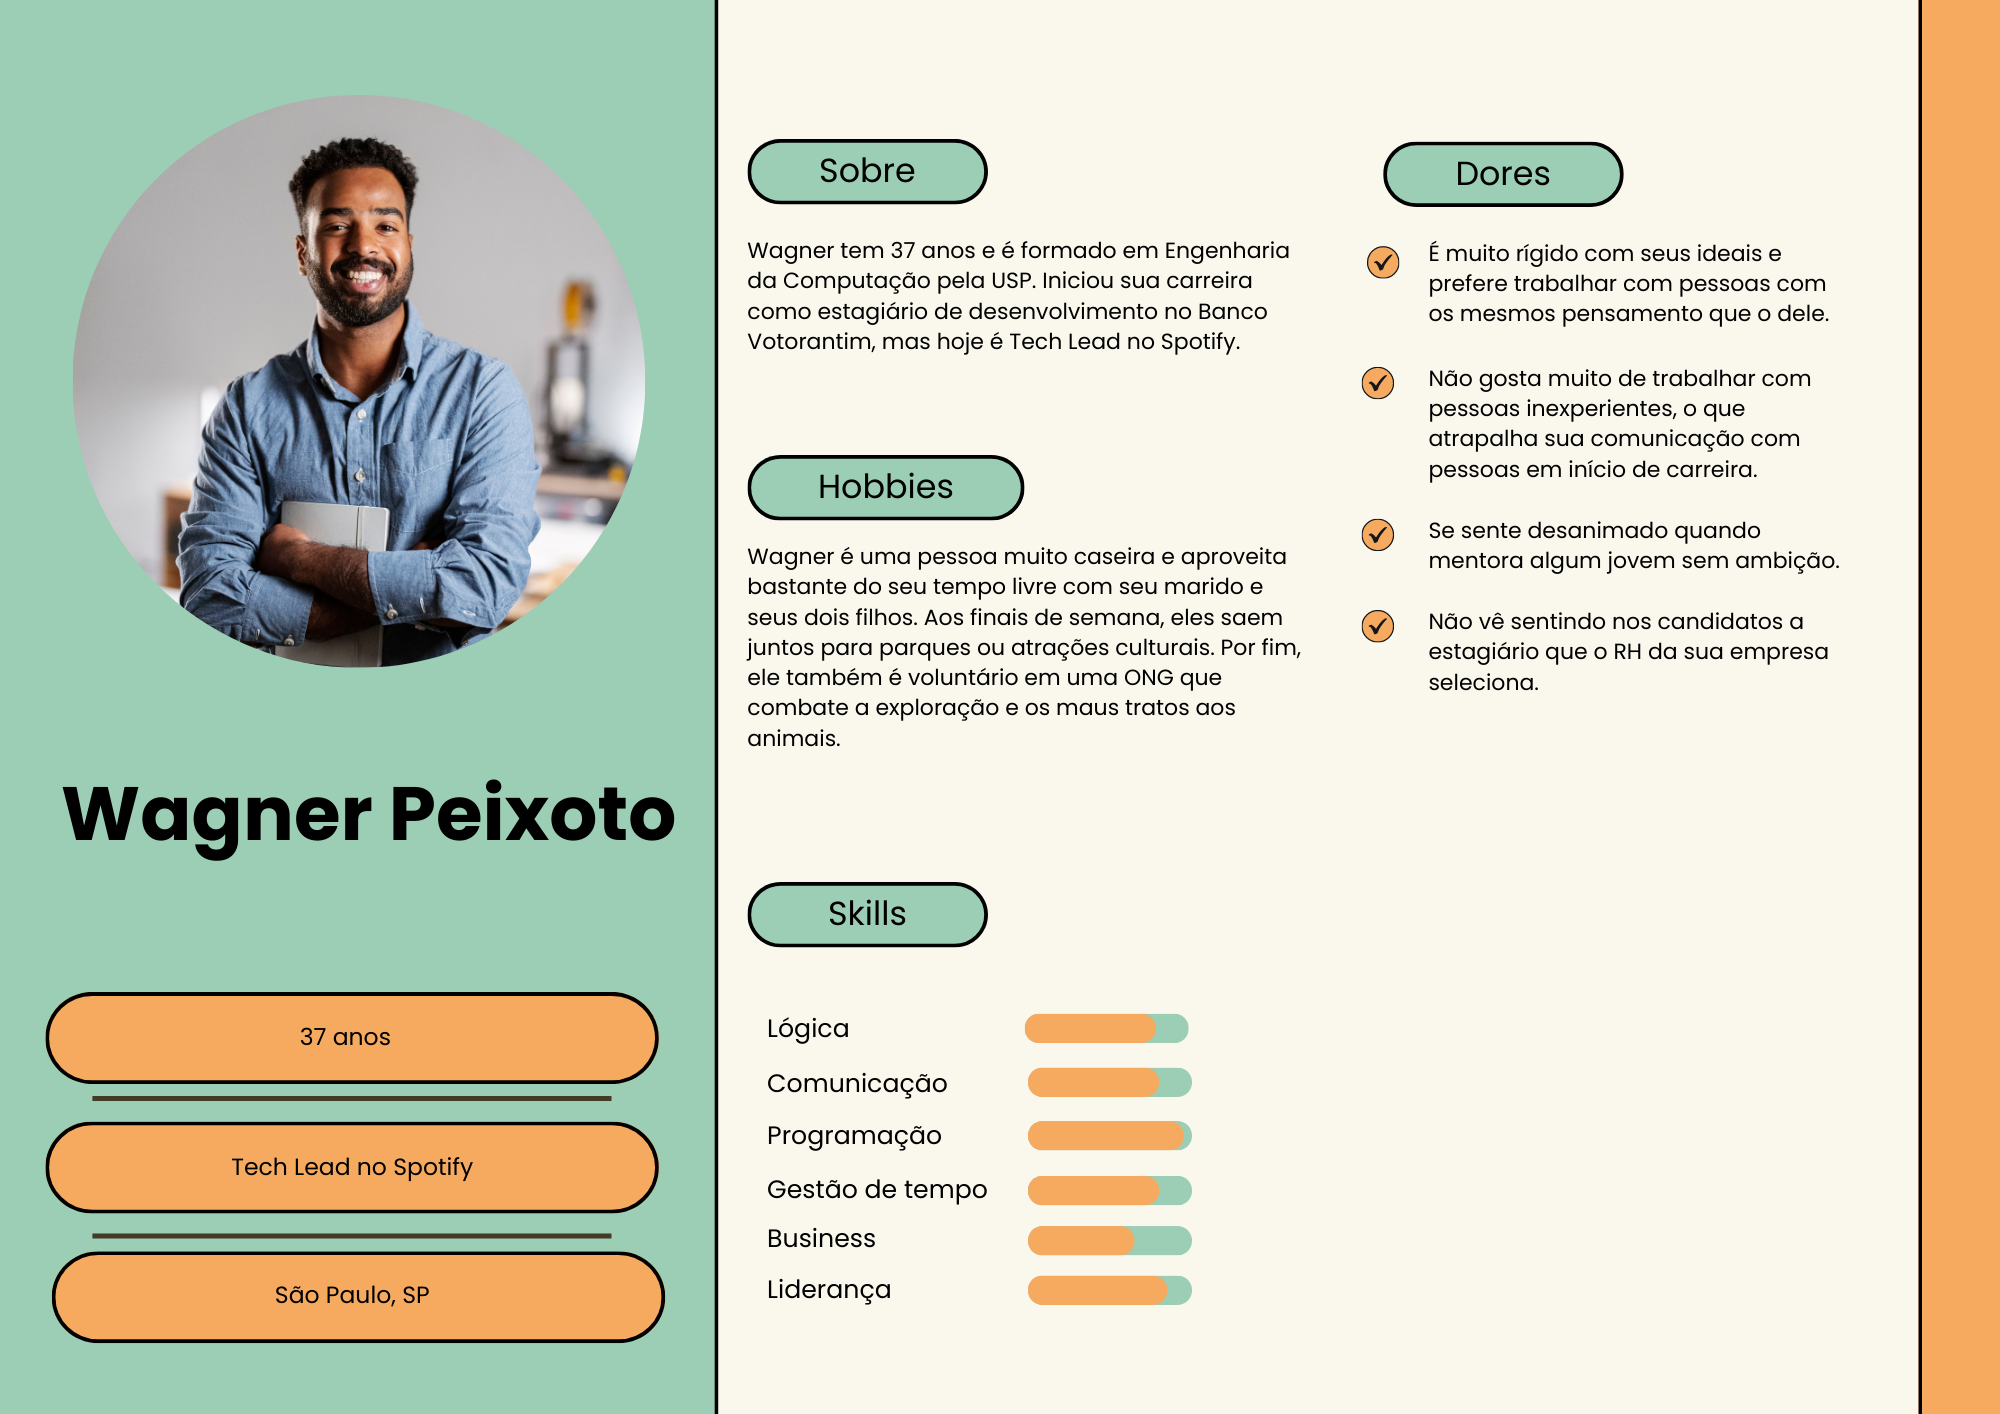 Wagner Peixoto
37 anos
Tech Lead no Spotify
São Paulo, SP
Sobre
Wagner tem 37 anos e é formado em Engenharia
da Computação pela USP. Iniciou sua carreira
como estagiário de desenvolvimento no Banco
Votorantim, mas hoje é Tech Lead no Spotify.
Hobbies
Wagner é uma pessoa muito caseira e aproveita
bastante do seu tempo livre com seu marido e
seus dois filhos. Aos finais de semana, eles saem
juntos para parques ou atrações culturais. Por fim,
ele também é voluntário em uma ONG que
combate a exploração e os maus tratos aos
animais.
Skills
Lógica
Comunicação
Programação
Gestão de tempo
Business
Liderança
Dores
É muito rígido com seus ideais e
prefere trabalhar com pessoas com
os mesmos pensamento que o dele.
Não gosta muito de trabalhar com
pessoas inexperientes, o que
atrapalha sua comunicação com
pessoas em início de carreira.
Se sente desanimado quando
mentora algum jovem sem ambição.
Não vê sentindo nos candidatos a
estagiário que o RH da sua empresa
seleciona.